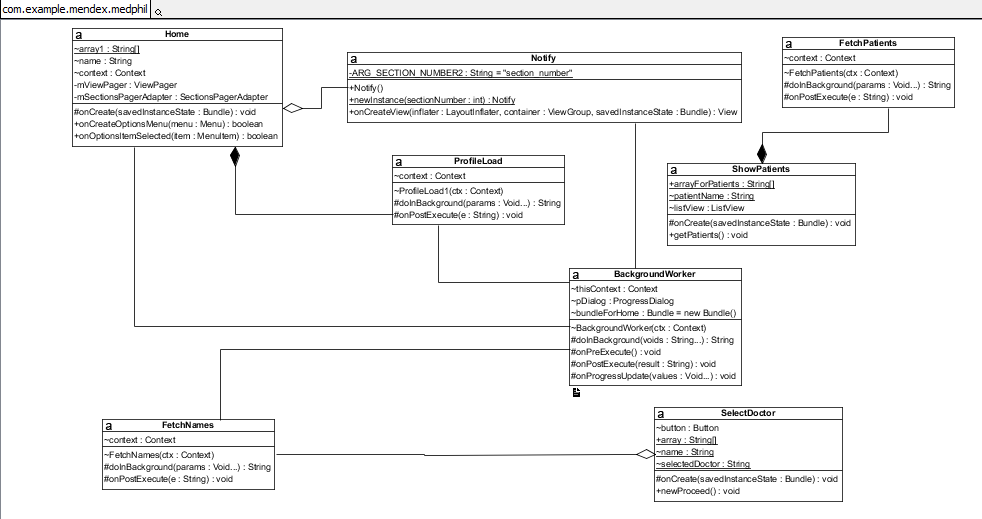 com.example.mendex.medphil
a
Home
~array1 : String[]
~name : String
~context : Context
-mViewPager : ViewPager
-mSectionsPagerAdapter : SectionsPagerAdapter
#onCreate(savedInstanceState : Bundle) : void
+onCreateOptionsMenu(menu : Menu) : boolean
+onOptionsItemSelected(item : MenuItem) : boolean
a
Notify
-ARG_SECTION_NUMBER2 : String = "section_number"
+Notify()
+newInstance(sectionNumber : int) : Notify
+onCreateView(inflater : LayoutInflater, container : ViewGroup, savedInstanceState : Bundle) : View
a
FetchPatients
~context : Context
~FetchPatients(ctx : Context)
#doInBackground(params : Void...) : String
#onPostExecute(e : String) : void
a
ProfileLoad
~context : Context
~ProfileLoad1(ctx : Context)
#doInBackground(params : Void...) : String
#onPostExecute(e : String) : void
a
ShowPatients
+arrayForPatients : String[]
~patientName : String
~listView : ListView
#onCreate(savedInstanceState : Bundle) : void
+getPatients() : void
a
BackgroundWorker
~thisContext : Context
~pDialog : ProgressDialog
~bundleForHome : Bundle = new Bundle()
~BackgroundWorker(ctx : Context)
#doInBackground(voids : String...) : String
#onPreExecute() : void
#onPostExecute(result : String) : void
#onProgressUpdate(values : Void...) : void
a
FetchNames
~context : Context
~FetchNames(ctx : Context)
#doInBackground(params : Void...) : String
#onPostExecute(e : String) : void
a
SelectDoctor
~button : Button
+array : String[]
~name : String
~selectedDoctor : String
#onCreate(savedInstanceState : Bundle) : void
+newProceed() : void